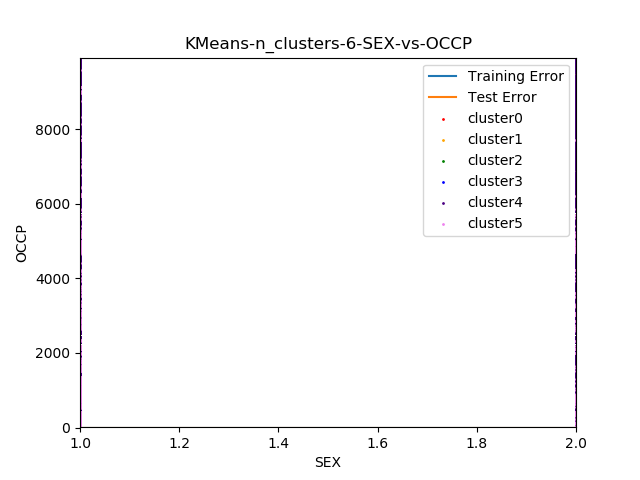 KMeans-n_clusters-6-SEX-vs-OCCP
Training Error
Test Error
cluster0
cluster1
cluster2
cluster3
cluster4
cluster5
8000
6000
4000
2000
0
OCCP
1.0 1.2 1.4 1.6 1.8 2.0
SEX